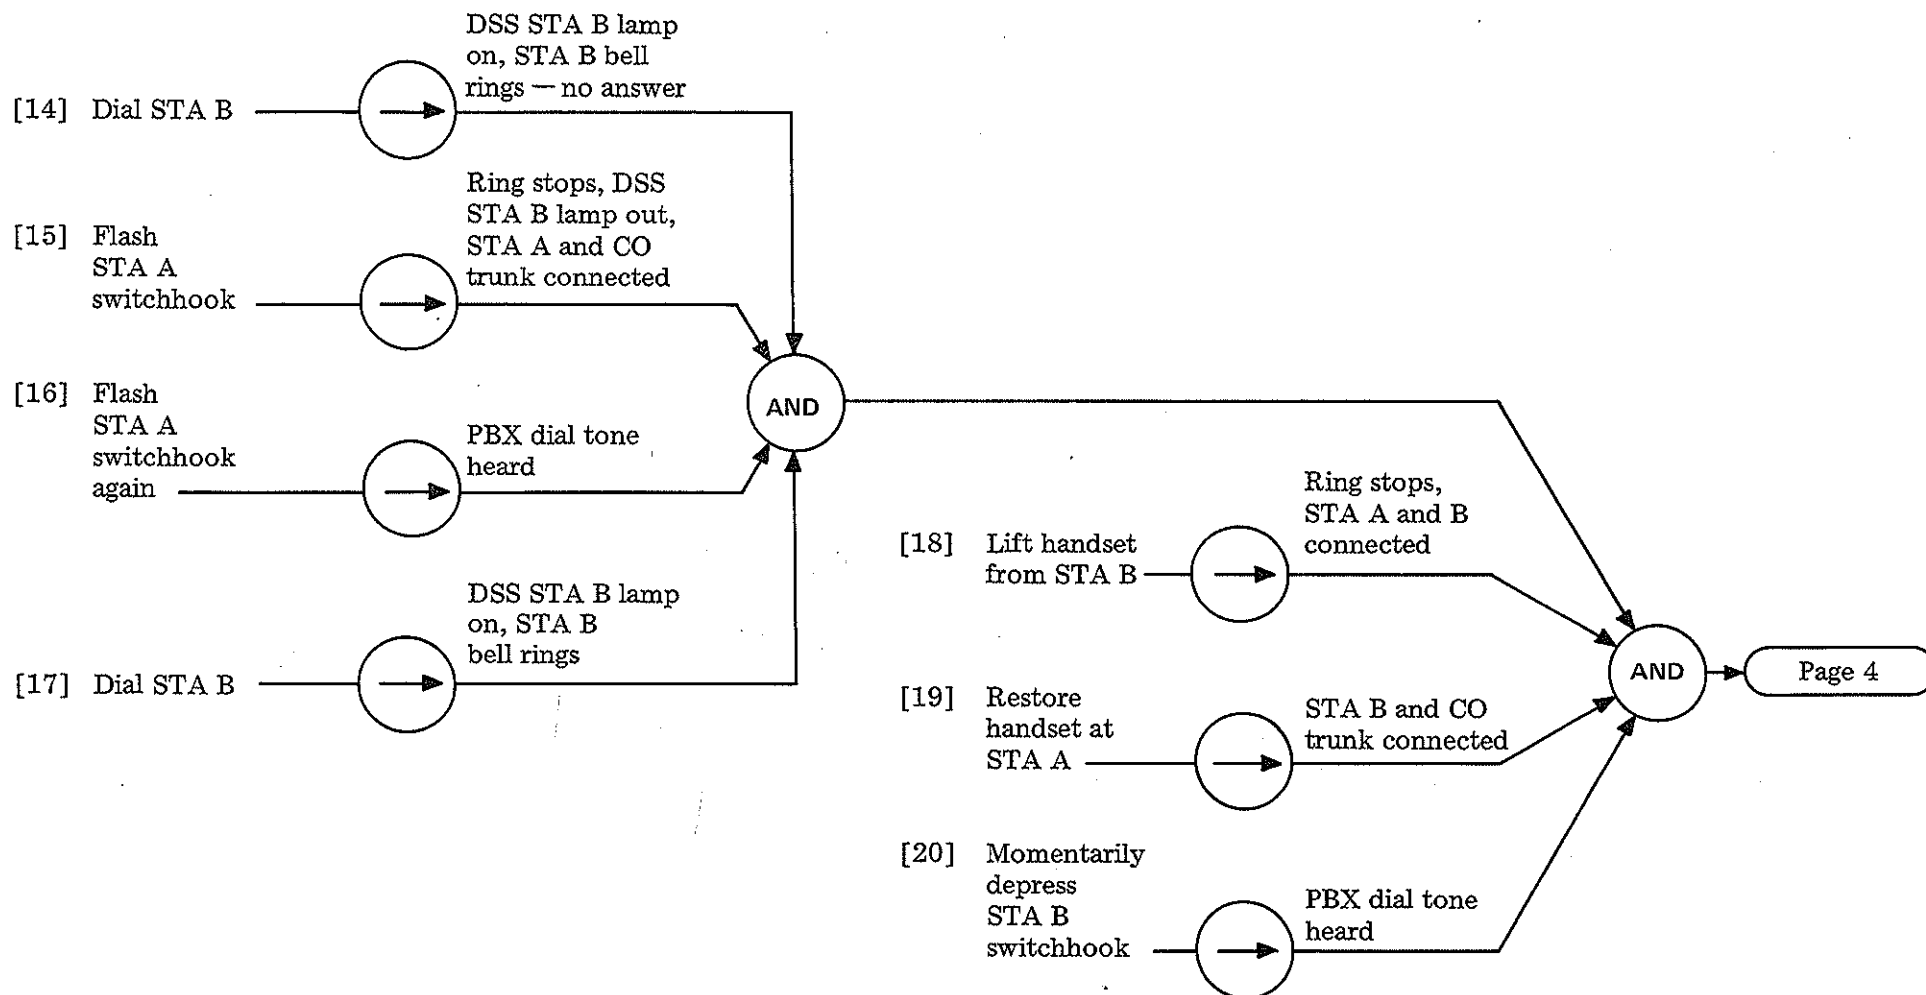 DSS STA B lamp
on, STA B bell
rings — no answer
[14] Dial STA B
Ring stops, DSS
STA B lamp out,
STA A and CO
trunk connected
[15] Flash
STA A
switchhook
[16] Flash
STA A
switchhook
again
PBX dial tone
heard
AND
DSS STA B lamp
on, STA B
bell rings
[17] Dial STA B
[18] Lift handset
from STA B
Ring stops,
STA A and B
connected
[19] Restore
handset at
STA A
STA B and CO
trunk connected
AND
Page 4
[20] Momentarily
depress
STA B
switchhook
PBX dial tone
heard